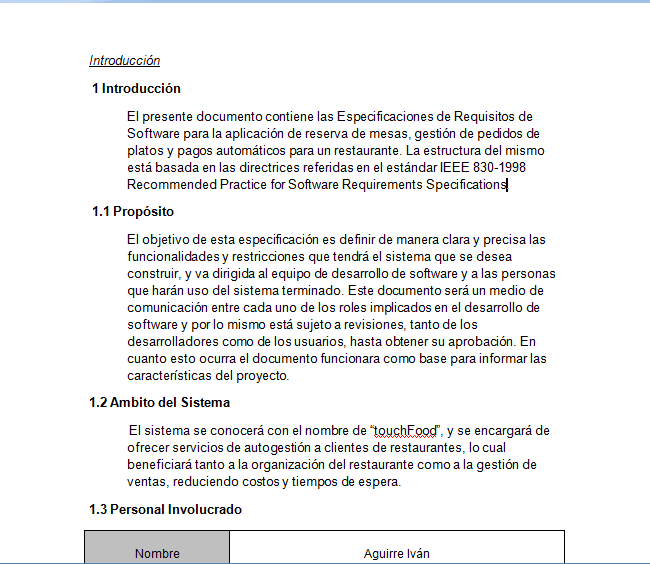 Introducción
1 Introducción
El presente documento contiene las Especificaciones de Requisitos de
Software para la aplicación de reserva de mesas, gestión de pedidos de
platos y pagos automáticos para un restaurante. La estructura del mismo
está basada en las directrices referidas en el estándar IEEE 830-1998
Recommended Practice for Software Requirements Specifications
1.1 Propósito
El objetivo de esta especificación es definir de manera clara y precisa las
funcionalidades y restricciones que tendrá el sistema que se desea
construir, y va dirigida al equipo de desarrollo de software y a las personas
que harán uso del sistema terminado. Este documento será un medio de
comunicación entre cada uno de los roles implicados en el desarrollo de
software y por lo mismo está sujeto a revisiones, tanto de los
desarrolladores como de los usuarios, hasta obtener su aprobación. En
cuanto esto ocurra el documento funcionara como base para informar las
características del proyecto.
1.2 Ambito del Sistema
El sistema se conocerá con el nombre de “touchFood”, y se encargará de
ofrecer servicios de autogestión a clientes de restaurantes, lo cual
beneficiará tanto a la organización del restaurante como a la gestión de
ventas, reduciendo costos y tiempos de espera.
1.3 Personal Involucrado
Nombre Aguirre Iván